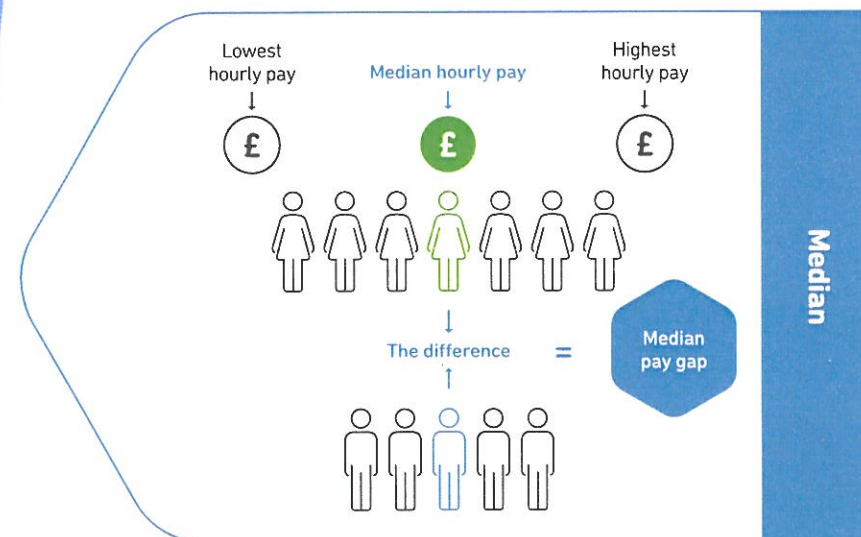 Lowest
hourly pay
Median hourly pay
Highest
hourly pay
£
£
£
The difference
=
Median
pay gap
Median